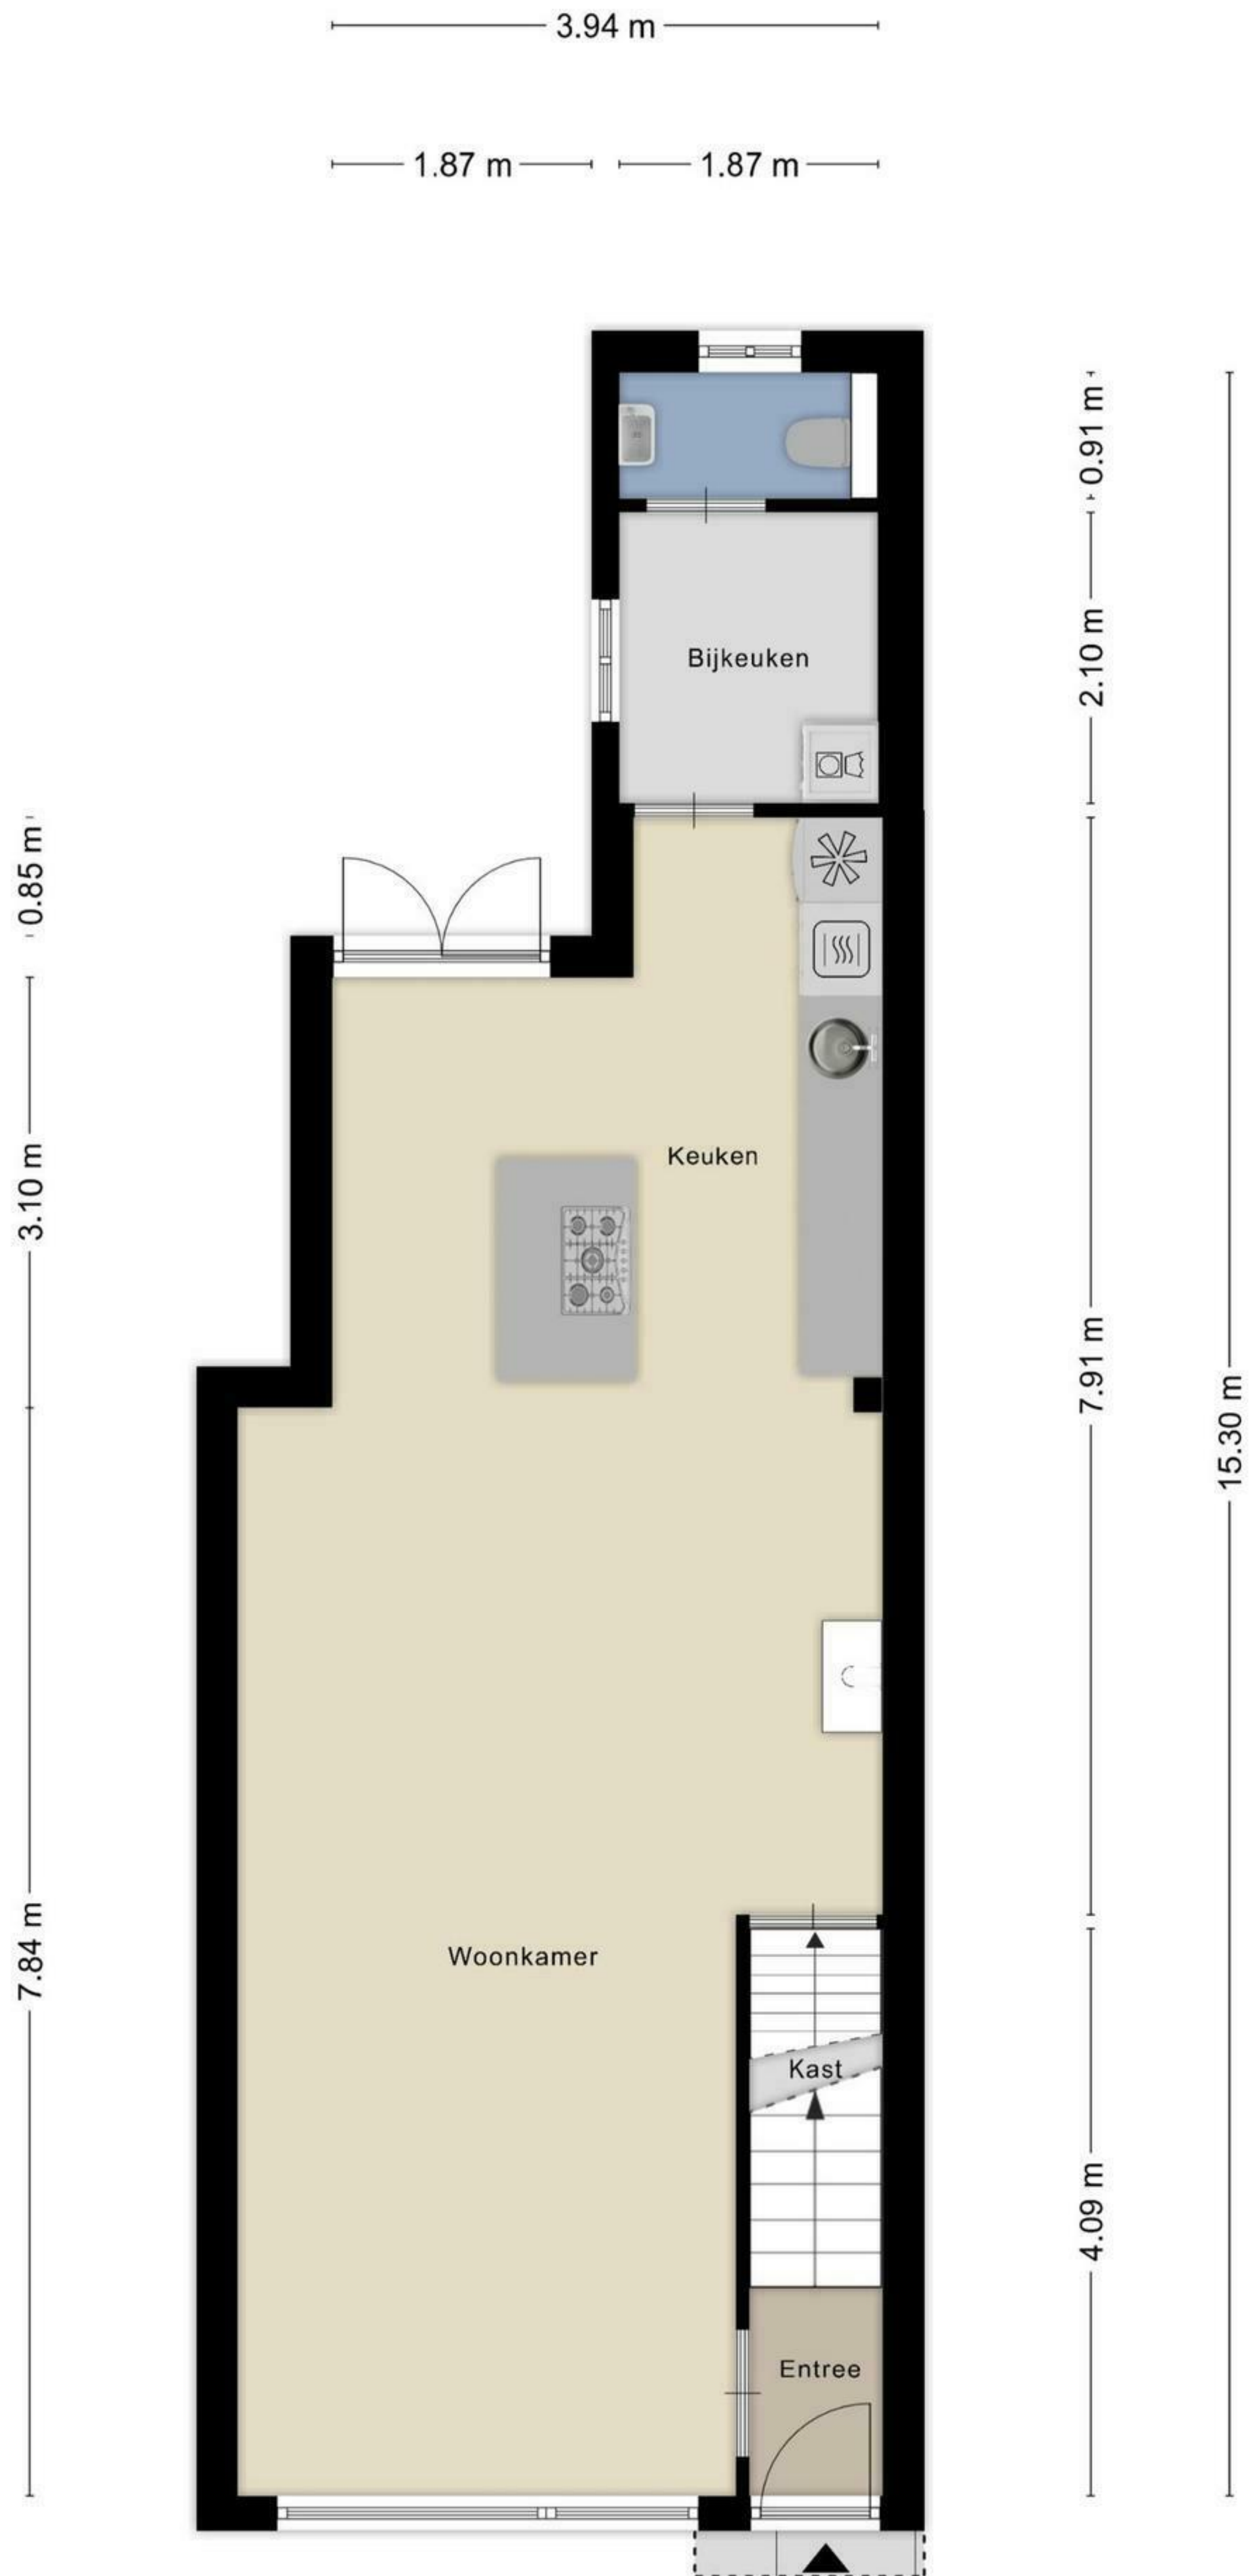 3.94 m
1.87 m
1.87 m
0.91 m
Bijkeuken
2.10 m
0.85 m
Keuken
3.10 m
7.91 m
15.30 m
Woonkamer
7.84 m
Kast
4.09 m
Entree